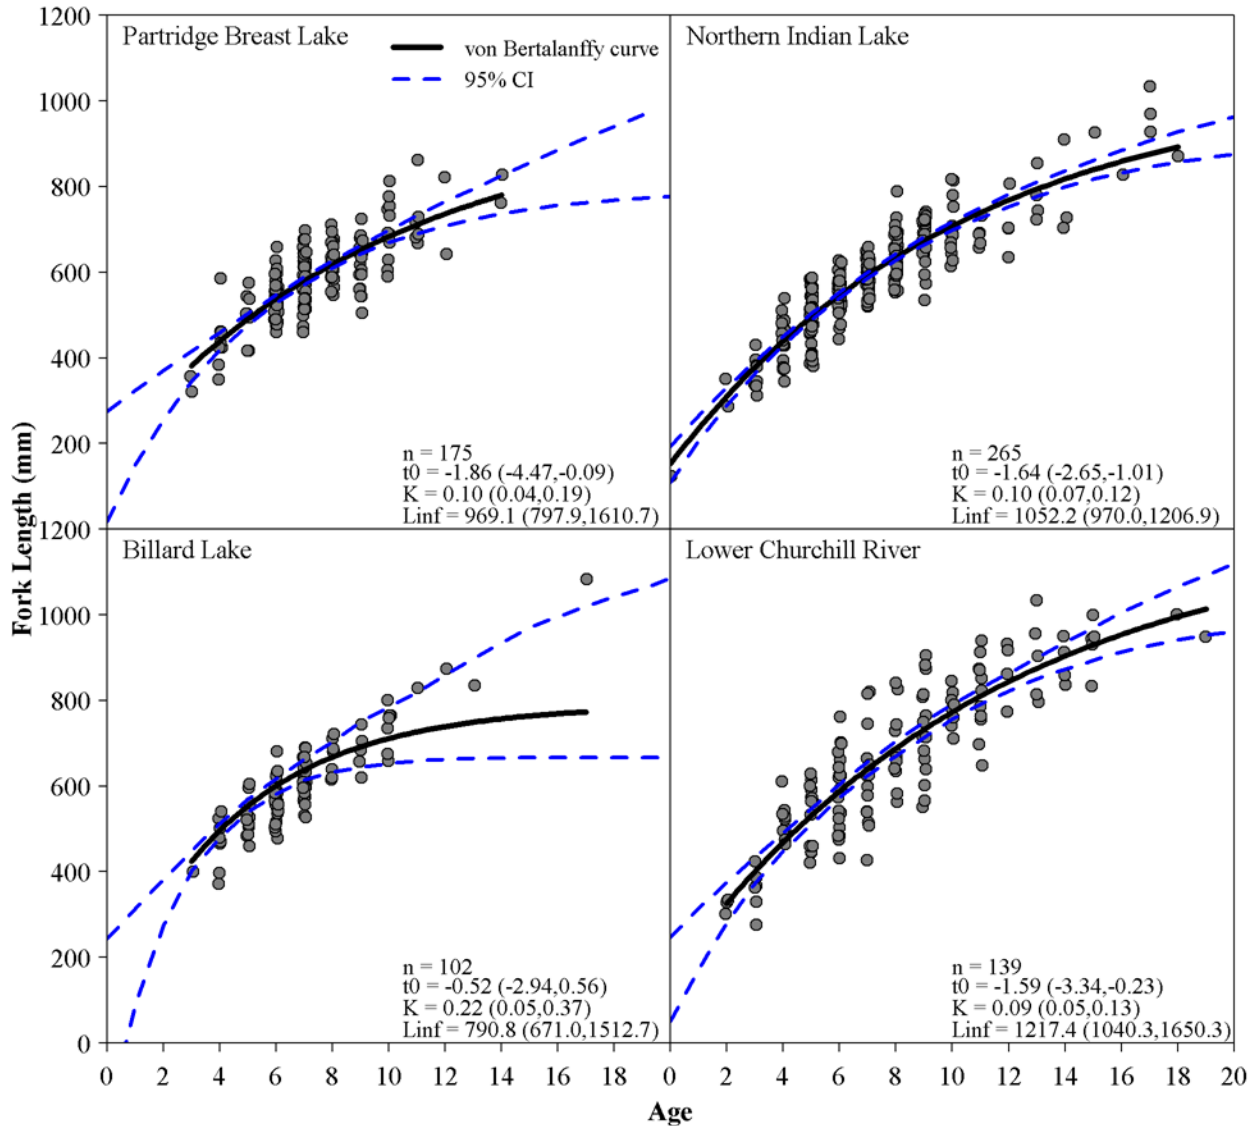 1200
1000
800
600
400
200
1200
1000
800
600
400
200
0
Fork Length (mm)
Partridge Breast Lake
von Bertalanffy curve
95% CI
n = 175
t0 = -1.86 (-4.47,-0.09)
K = 0.10 (0.04,0.19)
Linf = 969.1 (797.9,1610.7)
Northern Indian Lake
n = 265
t0 = -1.64 (-2.65,-1.01)
K = 0.10 (0.07,0.12)
Linf = 1052.2 (970.0,1206.9)
Billard Lake
n = 102
t0 = -0.52 (-2.94,0.56)
K = 0.22 (0.05,0.37)
Linf = 790.8 (671.0,1512.7)
Lower Churchill River
n = 139
t0 = -1.59 (-3.34,-0.23)
K = 0.09 (0.05,0.13)
Linf = 1217.4 (1040.3,1650.3)
0 2 4 6 8 10 12 14 16 18 0 2 4 6 8 10 12 14 16 18 20
Age